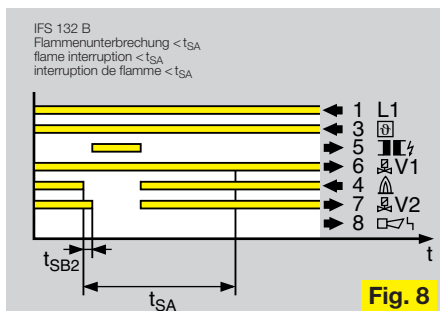 IFS 132 B
Flammenunterbrechung < tSA
flame interruption < tSA
interruption de flamme < tSA
1 L1
3 ϑ
5
6 V1
4
7 V2
8
t
tSB2
tSA
Fig. 8